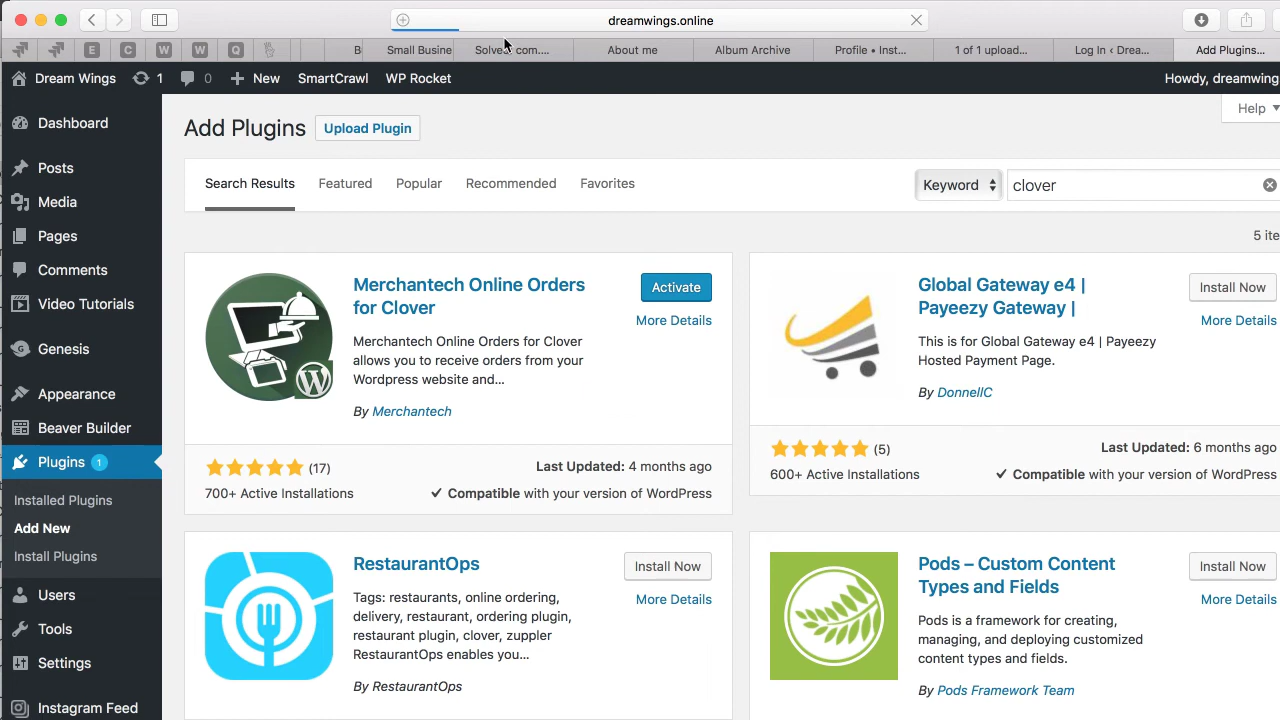 dreamwings.online
E C W W Q B Small Busine Solve com.... About me Album Archive Profile • Inst... 1 of 1 upload... Log In ‹ Drea... Add Plugins...
Dream Wings 1 0 New SmartCrawl WP Rocket Howdy, dreamwing
Help
Dashboard
Posts
Media
Pages
Comments
Video Tutorials
Genesis
Appearance
Beaver Builder
Plugins 1
Installed Plugins
Add New
Install Plugins
Users
Tools
Settings
Instagram Feed
Add Plugins Upload Plugin
Search Results Featured Popular Recommended Favorites Keyword clover
5 ite
Merchantech Online Orders
for Clover
Activate
More Details
Merchantech Online Orders for Clover
allows you to receive orders from your
Wordpress website and...
By Merchantech
(17)
Last Updated: 4 months ago
700+ Active Installations
Compatible with your version of WordPress
Global Gateway e4 |
Payeezy Gateway |
Install Now
More Details
This is for Global Gateway e4 | Payeezy
Hosted Payment Page.
By DonnellC
(5)
Last Updated: 6 months ago
600+ Active Installations
Compatible with your version of WordPress
RestaurantOps
Install Now
More Details
Tags: restaurants, online ordering,
delivery, restaurant, ordering plugin,
restaurant plugin, clover, zuppler
RestaurantOps enables you...
By RestaurantOps
Pods – Custom Content
Types and Fields
Install Now
More Details
Pods is a framework for creating,
managing, and deploying customized
content types and fields.
By Pods Framework Team